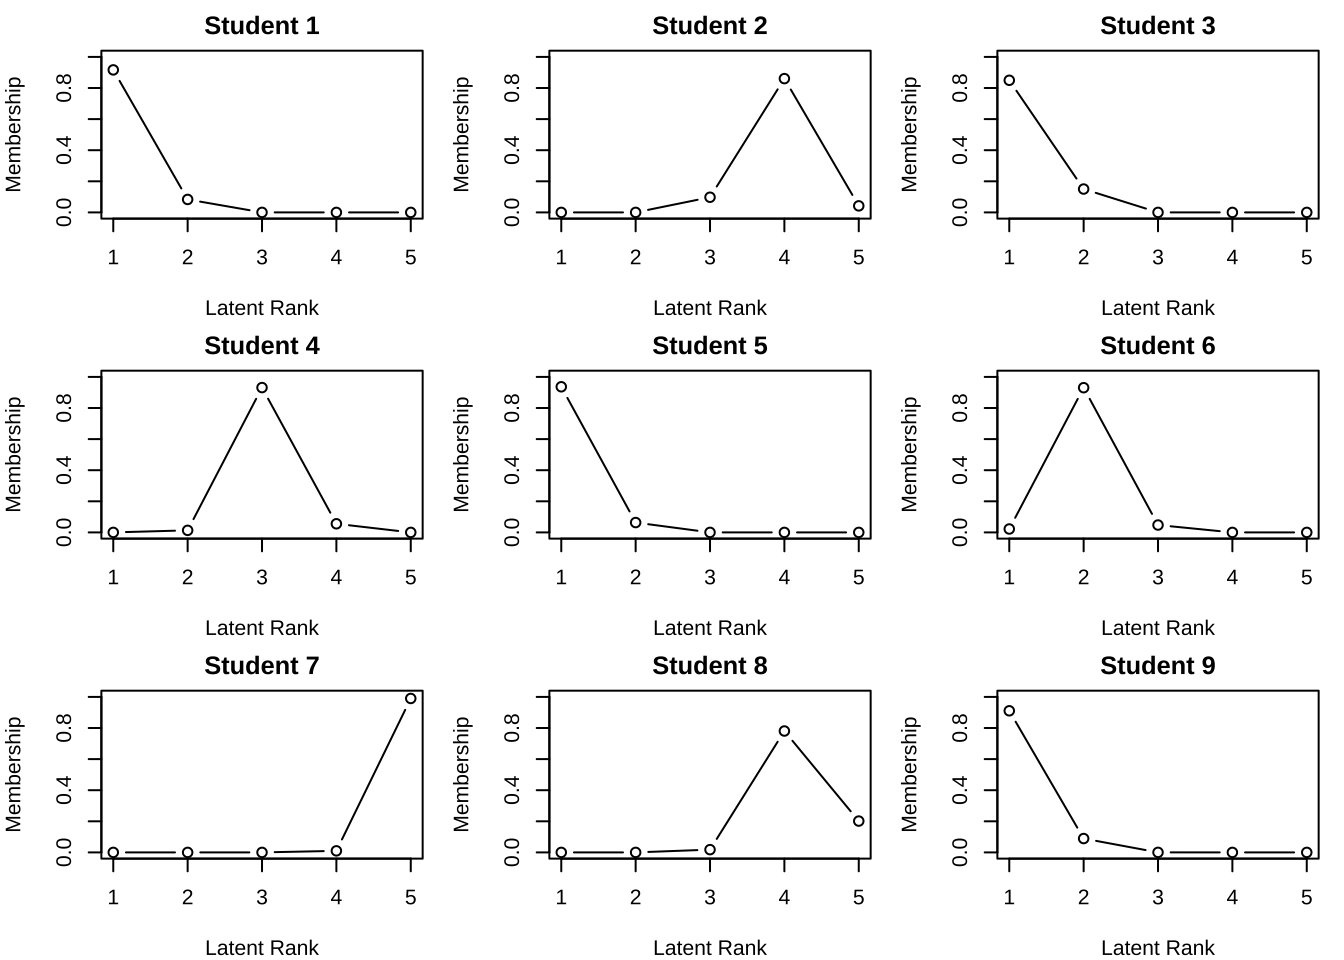 Student 1
Membership
0.0 0.4 0.8
1 2 3 4 5
Latent Rank
Student 2
Membership
0.0 0.4 0.8
1 2 3 4 5
Latent Rank
Student 3
Membership
0.0 0.4 0.8
1 2 3 4 5
Latent Rank
Student 4
Membership
0.0 0.4 0.8
1 2 3 4 5
Latent Rank
Student 5
Membership
0.0 0.4 0.8
1 2 3 4 5
Latent Rank
Student 6
Membership
0.0 0.4 0.8
1 2 3 4 5
Latent Rank
Student 7
Membership
0.0 0.4 0.8
1 2 3 4 5
Latent Rank
Student 8
Membership
0.0 0.4 0.8
1 2 3 4 5
Latent Rank
Student 9
Membership
0.0 0.4 0.8
1 2 3 4 5
Latent Rank